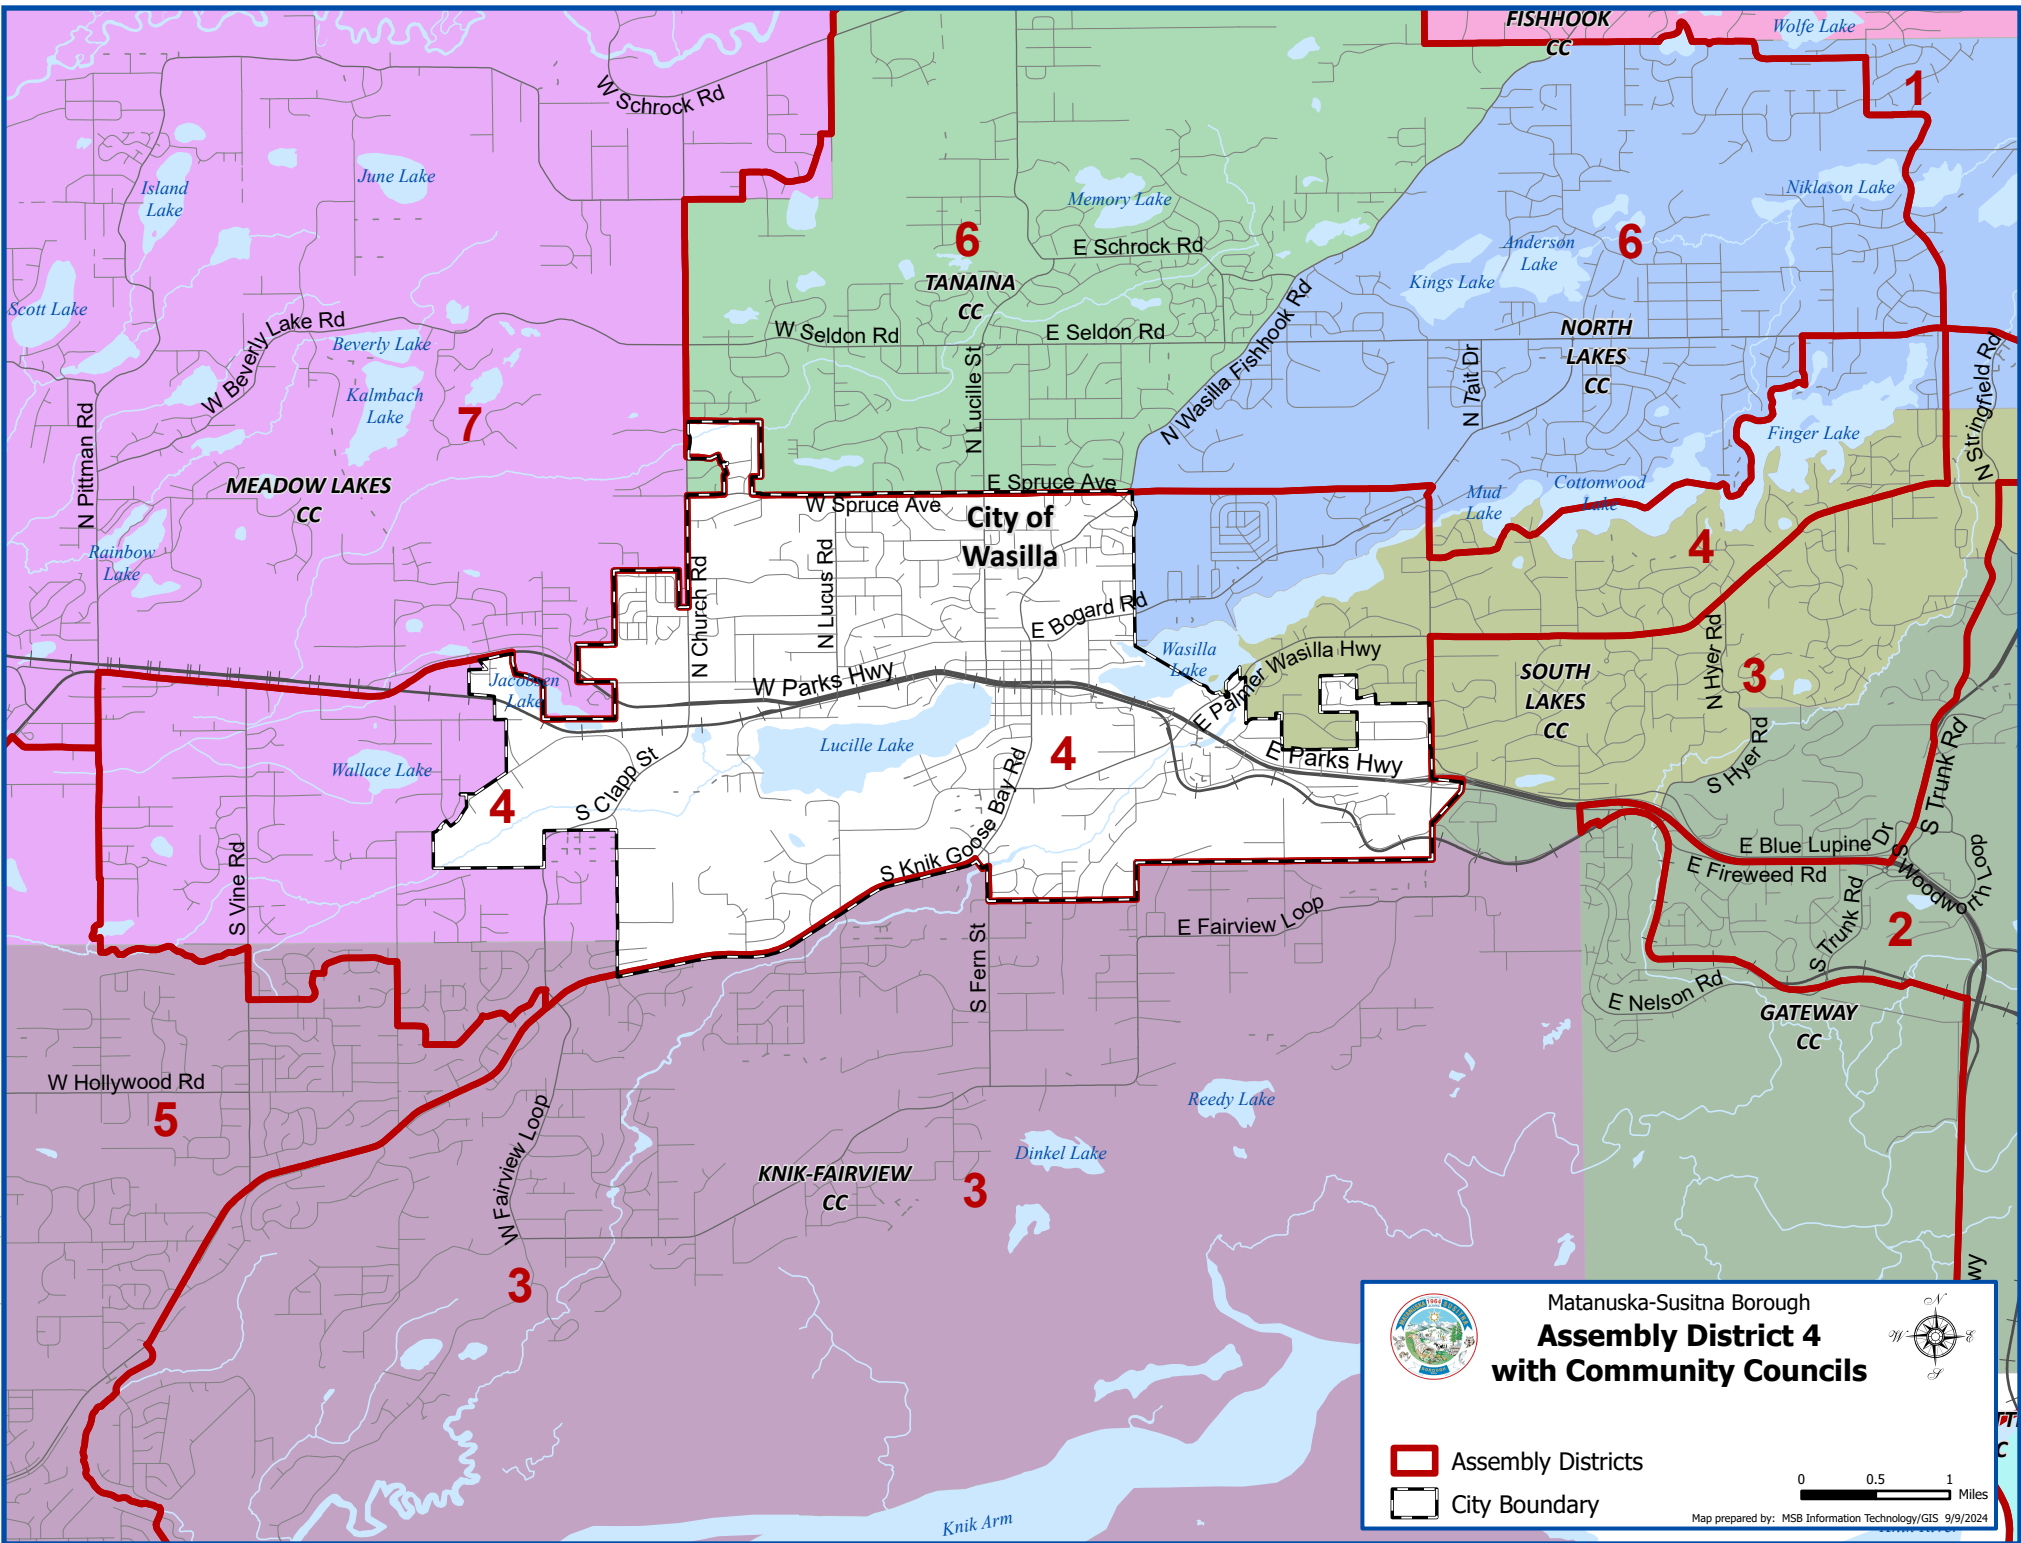 FISHHOOK
CC
Wolfe Lake
1
W Schrock Rd
Island
Lake
June Lake
Memory Lake
Niklason Lake
6
E Schrock Rd
Anderson
Lake
6
Kings Lake
TANAINA
CC
Scott Lake
W Beverly Lake Rd
Beverly Lake
W Seldon Rd
E Seldon Rd
N Lucille St
N Wasilla Fishhook Rd
N Tait Dr
NORTH
LAKES
CC
N Stringfield Rd
Kalmbach
Lake
7
N Pittman Rd
Finger Lake
MEADOW LAKES
CC
E Spruce Ave
W Spruce Ave
City of
Wasilla
Mud
Lake
Cottonwood
Lake
4
Rainbow
Lake
N Church Rd
N Lucus Rd
E Bogard Rd
Wasilla
Lake
E Palmer Wasilla Hwy
N Hyer Rd
SOUTH
LAKES
CC
3
Jacobsen
Lake
W Parks Hwy
Lucille Lake
4
E Parks Hwy
S Hyer Rd
S Trunk Rd
Wallace Lake
4
S Clapp St
S Knik Goose Bay Rd
S Vine Rd
E Blue Lupine Dr
E Fireweed Rd
S Woodworth Loop
S Trunk Rd
2
E Fairview Loop
S Fern St
E Nelson Rd
GATEWAY
CC
W Hollywood Rd
5
Reedy Lake
Dinkel Lake
W Fairview Loop
KNIK-FAIRVIEW
CC
3
3
wy
Knik Arm
Matanuska-Susitna Borough
Assembly District 4
with Community Councils
N
W
E
S
1964
BOROUGH
Assembly Districts
City Boundary
0 0.5 1
Miles
Map prepared by: MSB Information Technology/GIS 9/9/2024